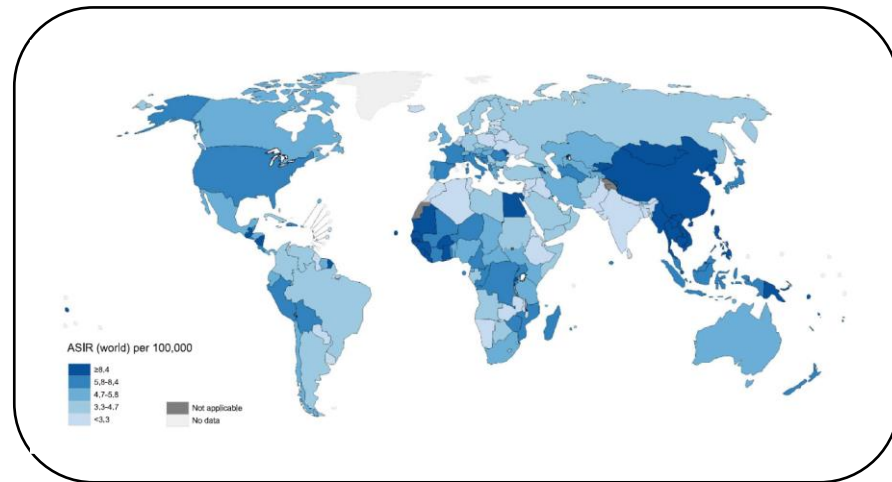 ASIR (world) per 100,000
≥8,4
5,8-8,4
4,7-5,8
3,3-4,7
<3,3
Not applicable
No data